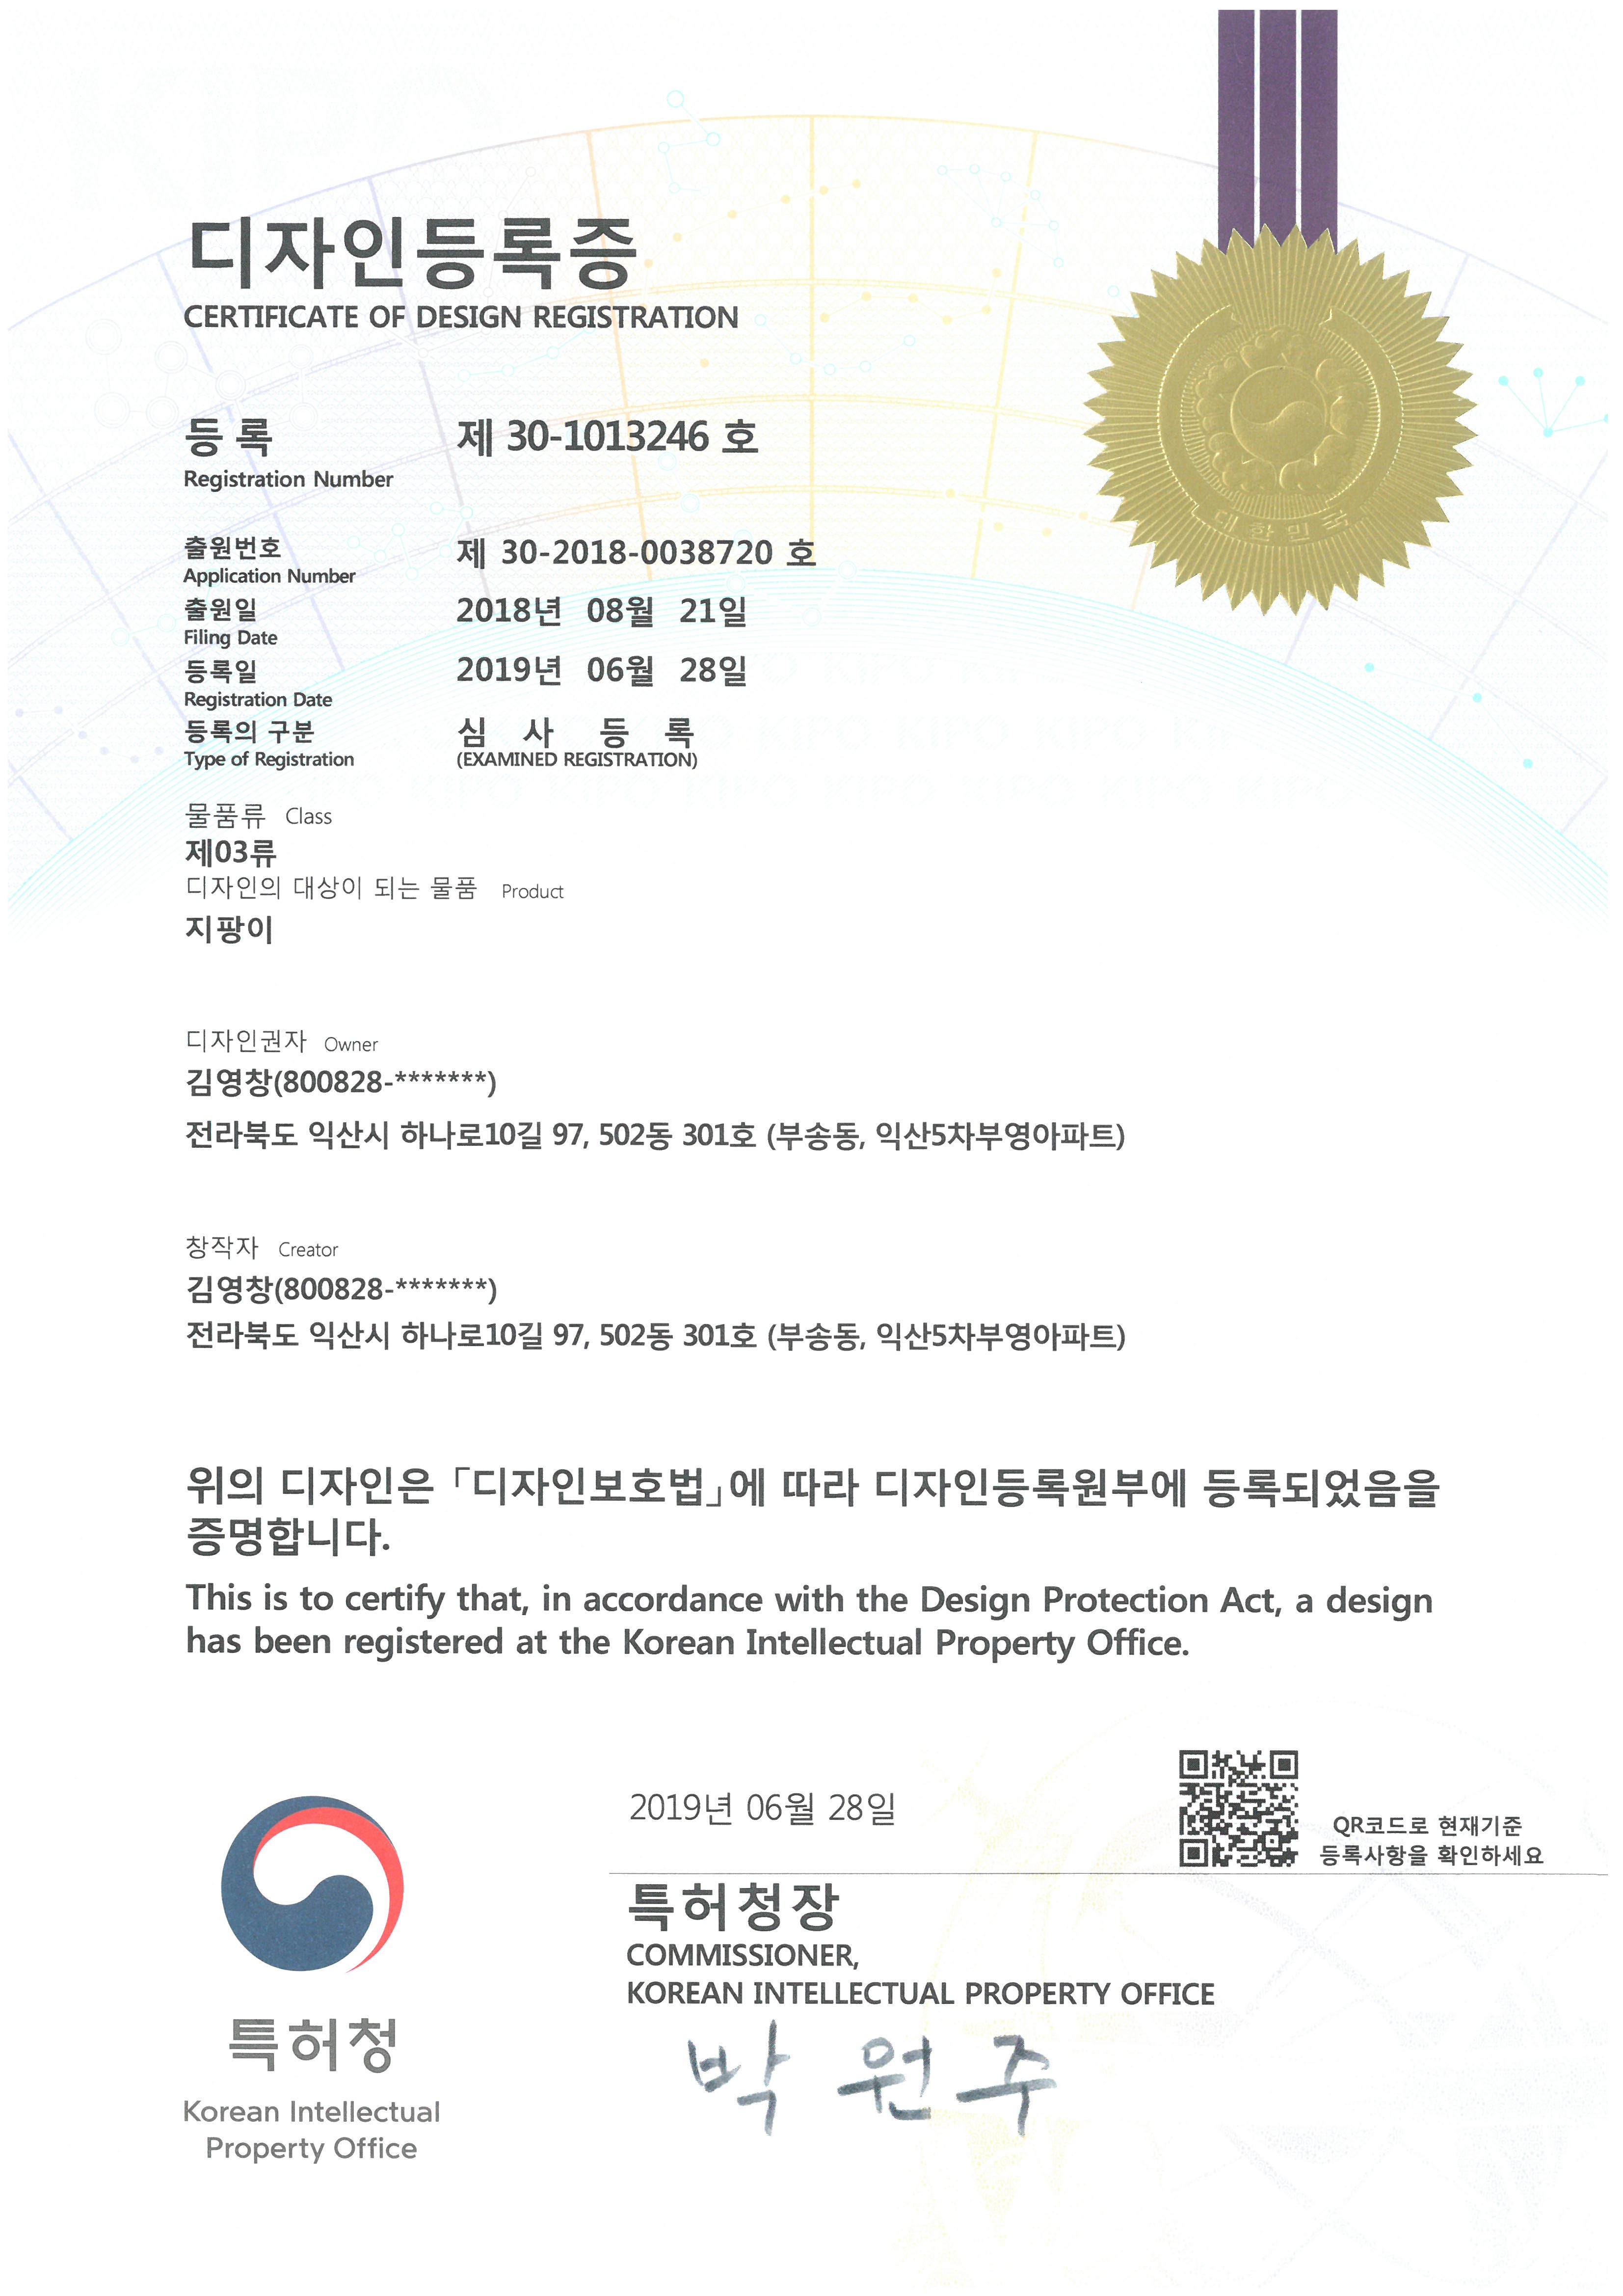 디자인등록증
CERTIFICATE OF DESIGN REGISTRATION
등록 제 30-1013246 호
Registration Number
출원번호 제 30-2018-0038720 호
Application Number
출원일 2018년 08월 21일
Filing Date
등록일 2019년 06월 28일
Registration Date
등록의 구분 심 사 등 록
Type of Registration (EXAMINED REGISTRATION)
물품류 Class
제03류
디자인의 대상이 되는 물품 Product
지팡이
디자인권자 Owner
김영창(800828-*******)
전라북도 익산시 하나로10길 97, 502동 301호 (부송동, 익산5차부영아파트)
창작자 Creator
김영창(800828-*******)
전라북도 익산시 하나로10길 97, 502동 301호 (부송동, 익산5차부영아파트)
위의 디자인은 「디자인보호법」에 따라 디자인등록원부에 등록되었음을
증명합니다.
This is to certify that, in accordance with the Design Protection Act, a design
has been registered at the Korean Intellectual Property Office.
2019년 06월 28일
QR코드로 현재기준
등록사항을 확인하세요
특허청장
COMMISSIONER,
KOREAN INTELLECTUAL PROPERTY OFFICE
박원주
특허청
Korean Intellectual
Property Office
대한민국